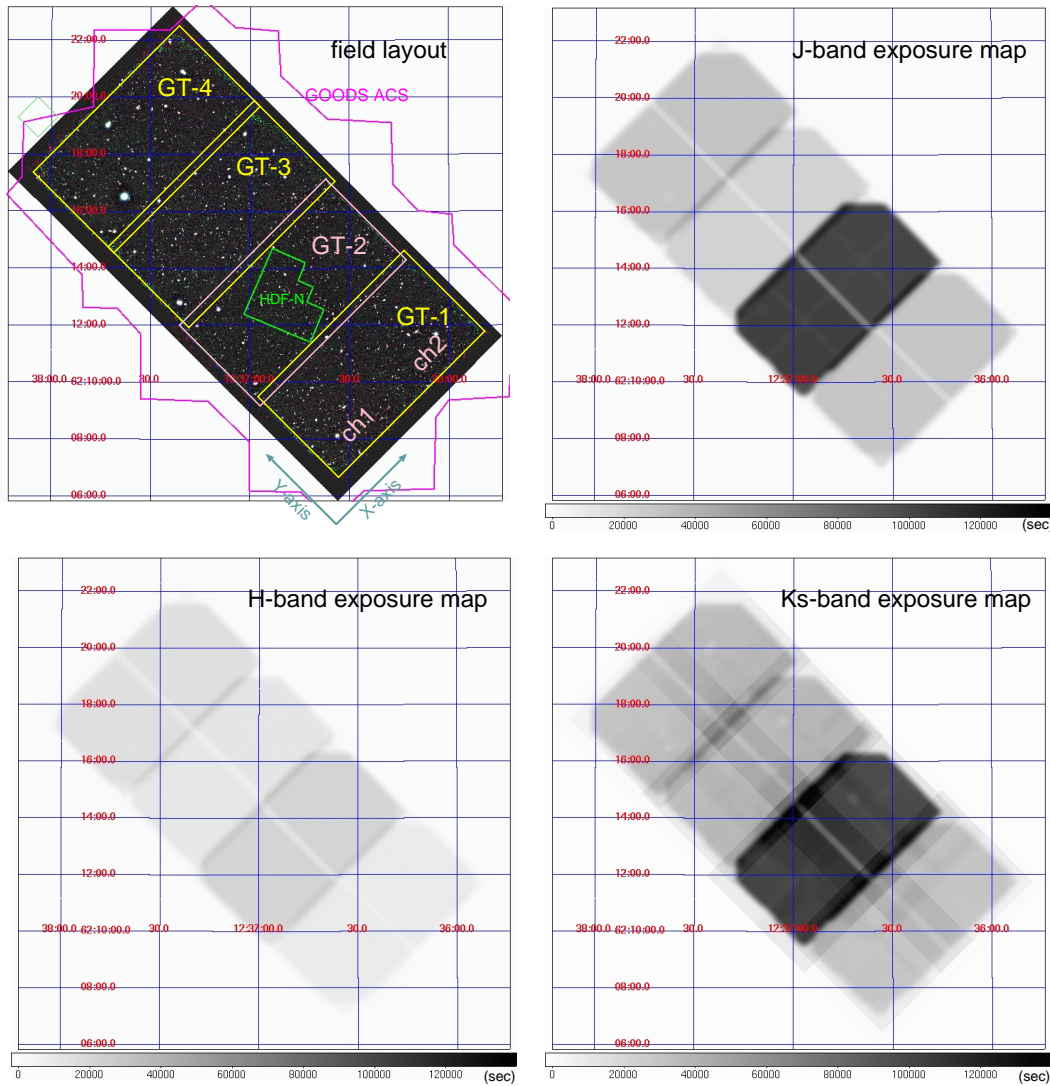 field layout
22:00.0
GT-4
20:00.0
GOODS ACS
18:00.0
GT-3
16:00.0
GT-2
14:00.0
HDF-N
GT-1
12:00.0
ch2
38:00.0 62:10:00.0 30.0 12:37:00.0 30.0 36:00.0
ch1
08:00.0
Y-axis
X-axis
06:00.0
J-band exposure map
22:00.0
20:00.0
18:00.0
16:00.0
14:00.0
12:00.0
38:00.0 62:10:00.0 30.0 12:37:00.0 30.0 36:00.0
08:00.0
06:00.0
0 20000 40000 60000 80000 100000 120000 (sec)
H-band exposure map
22:00.0
20:00.0
18:00.0
16:00.0
14:00.0
12:00.0
38:00.0 62:10:00.0 30.0 12:37:00.0 30.0 36:00.0
08:00.0
06:00.0
0 20000 40000 60000 80000 100000 120000 (sec)
Ks-band exposure map
22:00.0
20:00.0
18:00.0
16:00.0
14:00.0
12:00.0
38:00.0 62:10:00.0 30.0 12:37:00.0 30.0 36:00.0
08:00.0
06:00.0
0 20000 40000 60000 80000 100000 120000 (sec)